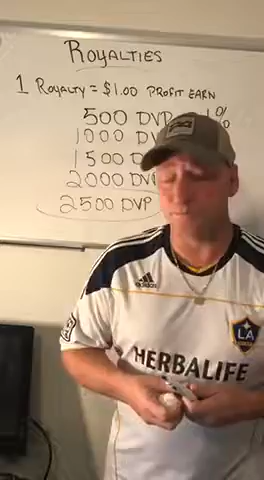 ROYALTIES
1 ROYALTY = $1.00 PROFIT EARN
500 DVP 1%
1000 DV
1500 D
2000 DVP
2500 DVP
adidas
LA
HERBALIFE